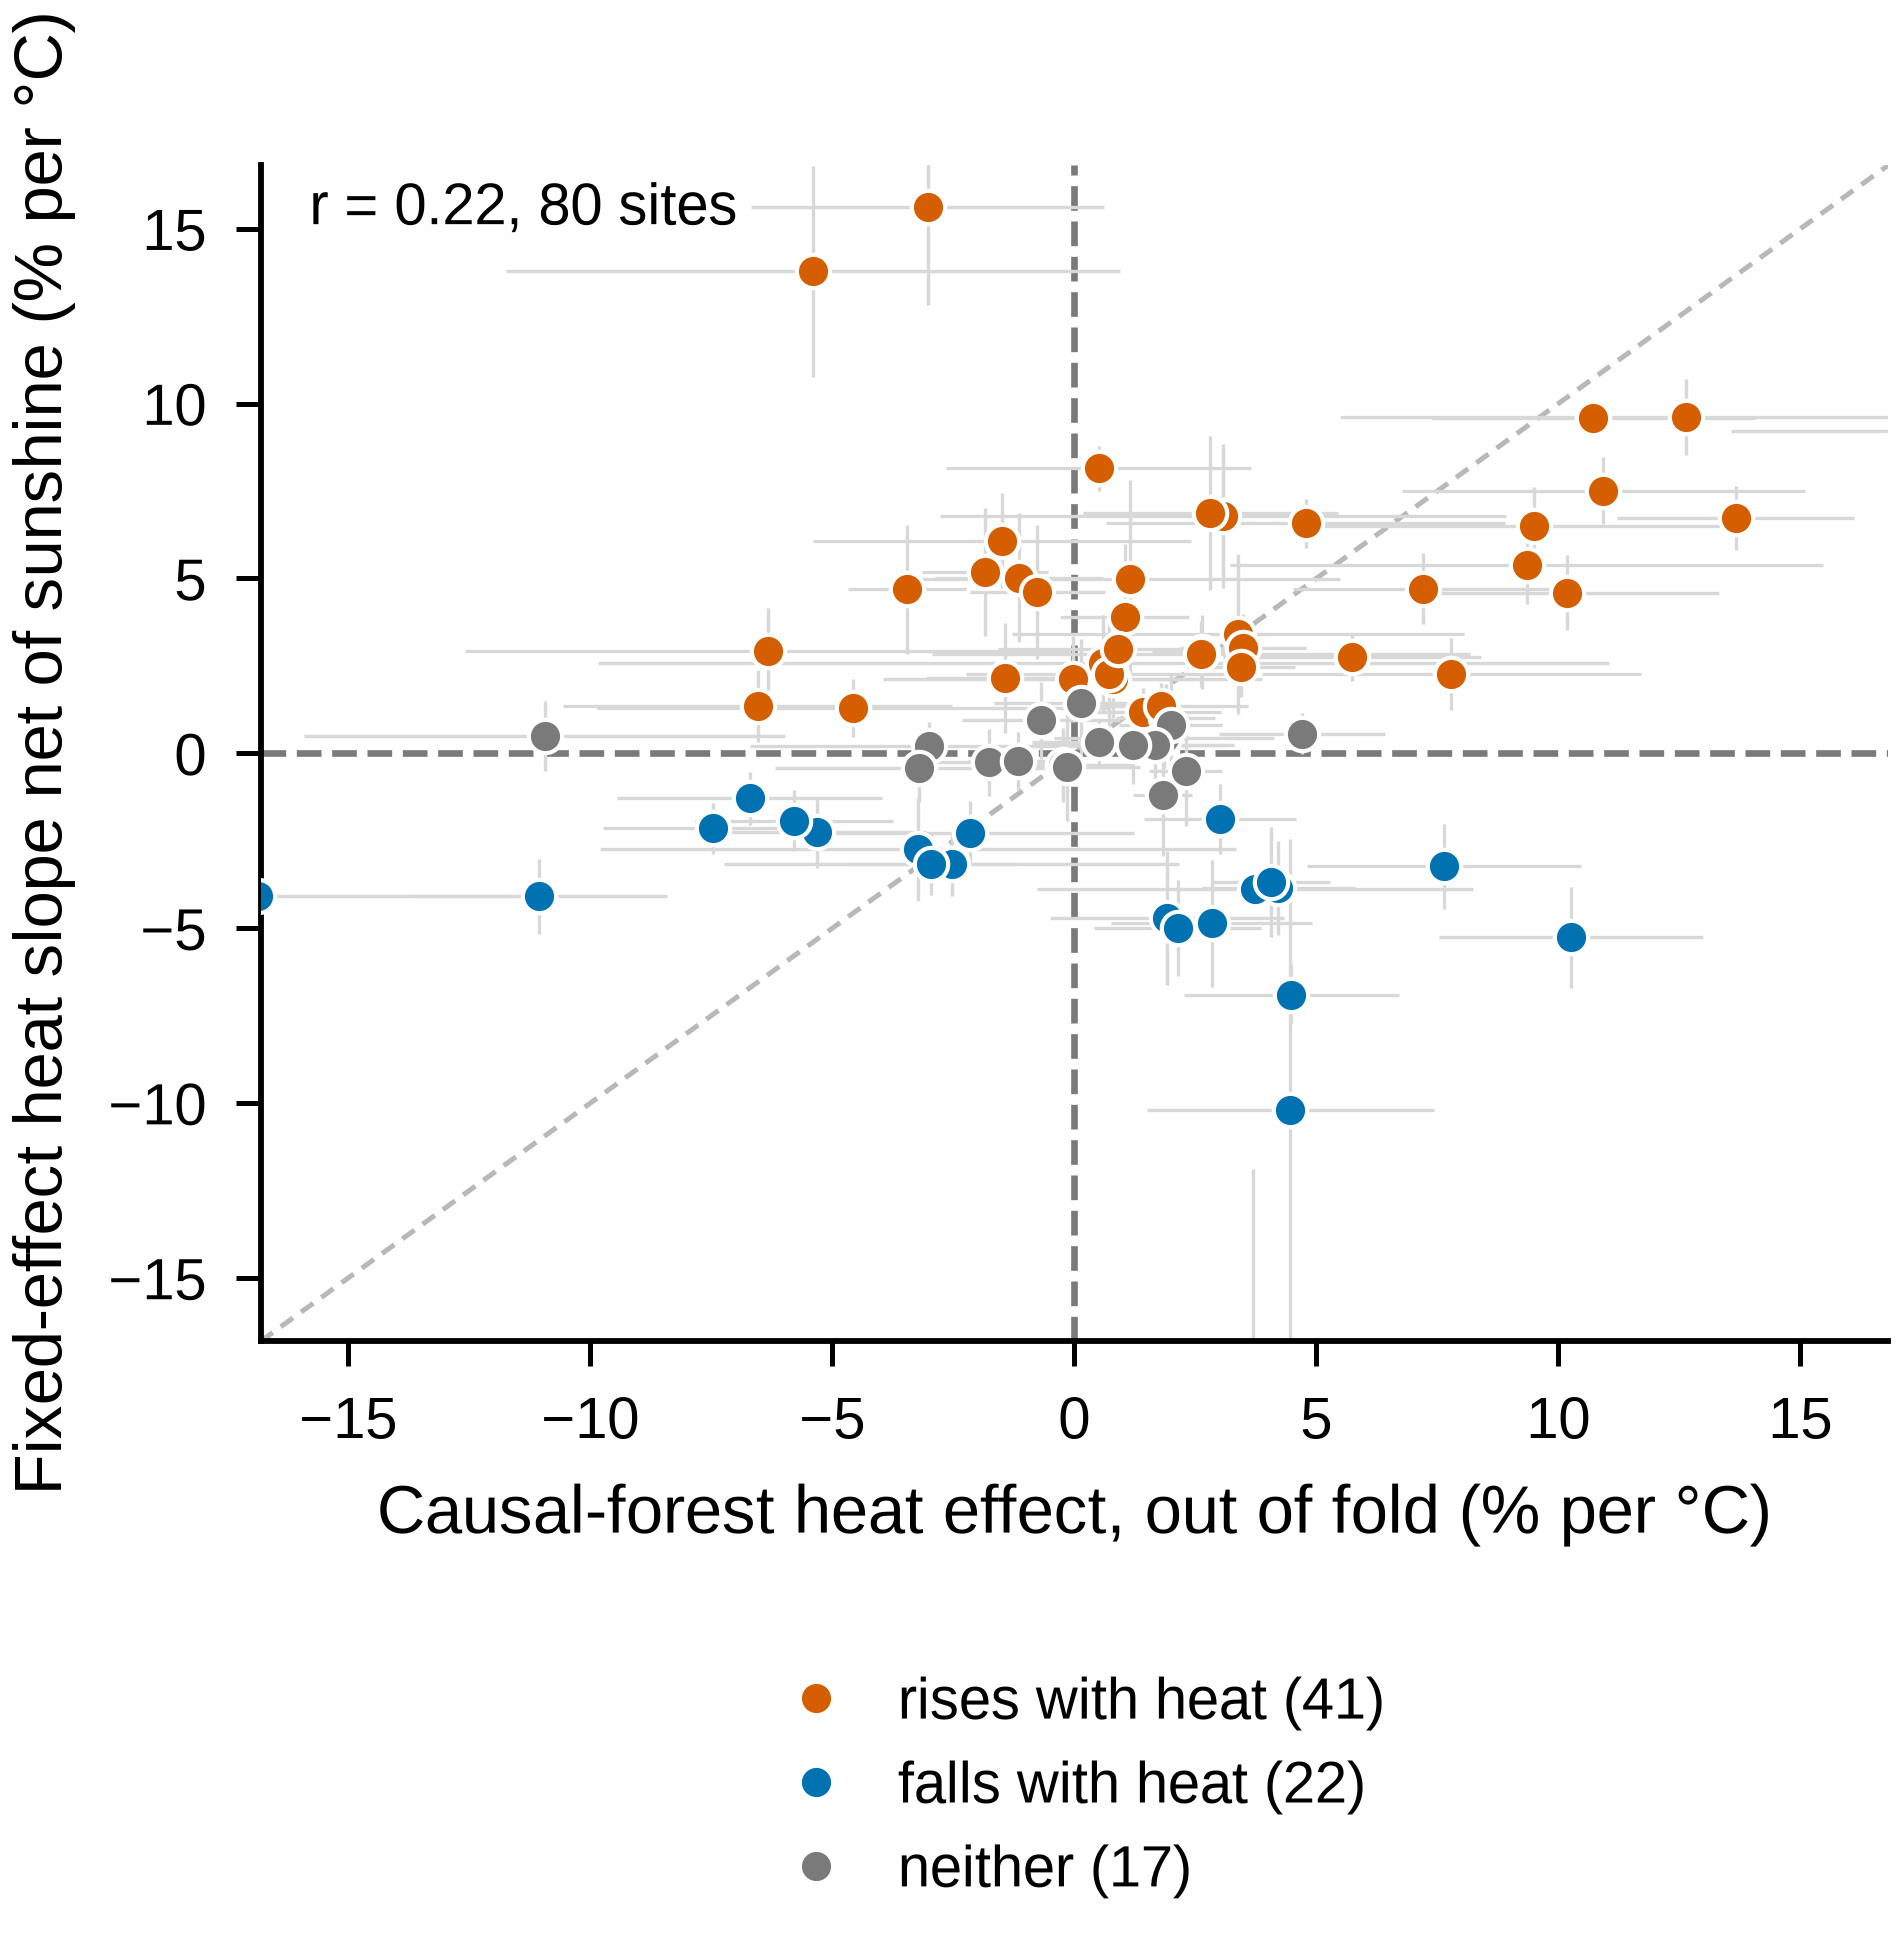 Fixed-effect heat slope net of sunshine (% per °C)
r = 0.22, 80 sites
15
10
5
0
−5
−10
−15
−15
−10
−5
0
5
10
15
Causal-forest heat effect, out of fold (% per °C)
rises with heat (41)
falls with heat (22)
neither (17)